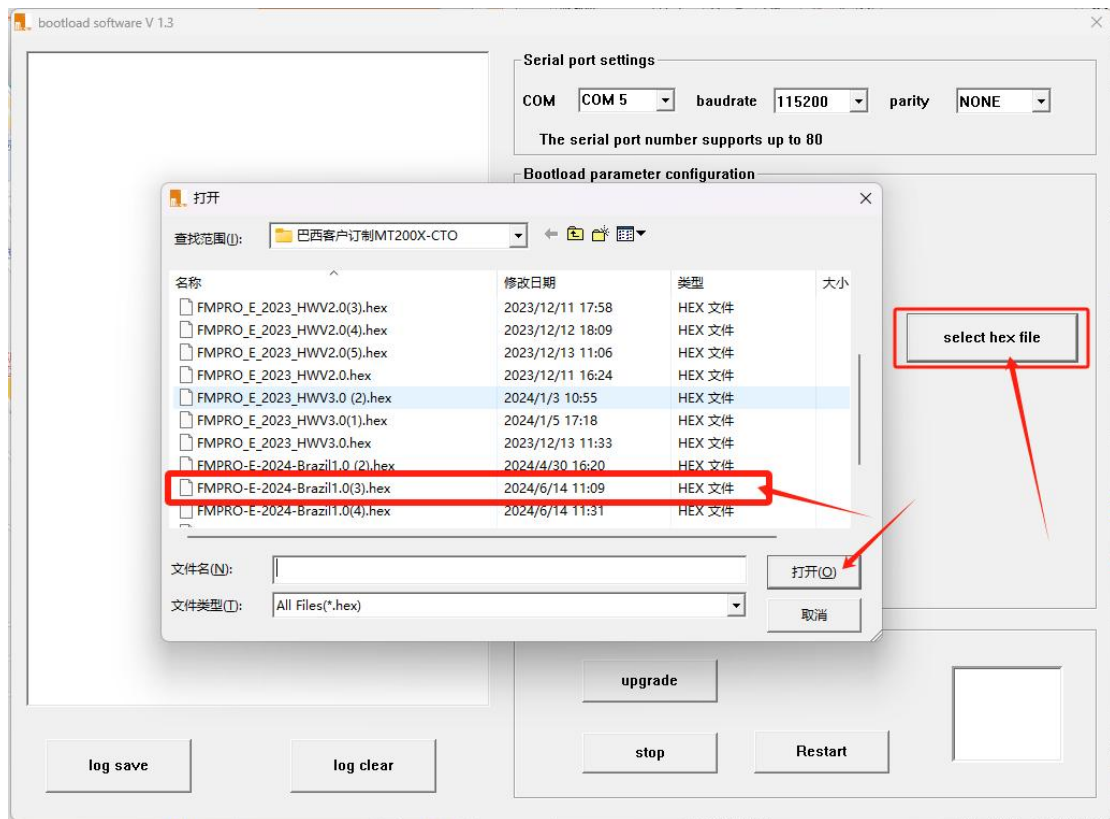 bootload software V 1.3
Serial port settings
COM COM 5 baudrate 115200 parity NONE
The serial port number supports up to 80
Bootload parameter configuration
打开
查找范围(I): 巴西客户订制MT200X-CTO
名称 修改日期 类型 大小
FMPRO_E_2023_HWV2.0(3).hex 2023/12/11 17:58 HEX 文件
FMPRO_E_2023_HWV2.0(4).hex 2023/12/12 18:09 HEX 文件
FMPRO_E_2023_HWV2.0(5).hex 2023/12/13 11:06 HEX 文件
FMPRO_E_2023_HWV2.0.hex 2023/12/11 16:24 HEX 文件
FMPRO_E_2023_HWV3.0 (2).hex 2024/1/3 10:55 HEX 文件
FMPRO_E_2023_HWV3.0(1).hex 2024/1/5 17:18 HEX 文件
FMPRO_E_2023_HWV3.0.hex 2023/12/13 11:33 HEX 文件
FMPRO-E-2024-Brazil1.0 (2).hex 2024/4/30 16:20 HEX 文件
FMPRO-E-2024-Brazil1.0(3).hex 2024/6/14 11:09 HEX 文件
FMPRO-E-2024-Brazil1.0(4).hex 2024/6/14 11:31 HEX 文件
文件名(N): 打开(O)
文件类型(T): All Files(*.hex) 取消
select hex file
upgrade
stop Restart
log save log clear